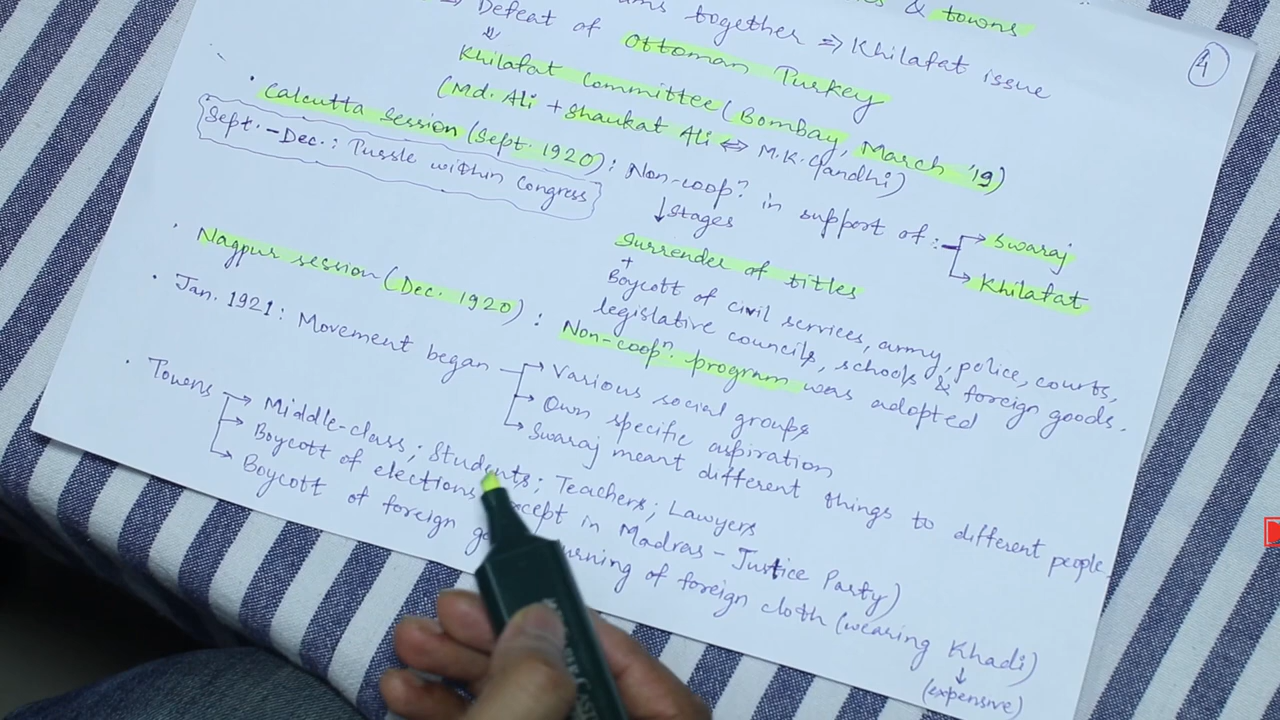 together ⇒ Khilafat issue
& towns
4
⇒ Defeat of Ottoman Turkey
⇓
Khilafat Committee (Bombay, March '19)
(Md. Ali + Shaukat Ali ⇔ M.K. Gandhi)
· Calcutta session (Sept. 1920): Non-coopⁿ in support of :
→ Swaraj
→ Khilafat
Sept. - Dec.: Tussle within Congress
↓ Stages
Surrender of titles
+
Boycott of civil services, army, police, courts,
legislative councils, schools & foreign goods.
· Nagpur session (Dec. 1920) : Non-coopⁿ. program was adopted
· Jan. 1921: Movement began
→ Various social groups
→ Own specific aspiration
→ Swaraj meant different things to different people.
· Towns
→ Middle-class; Students; Teachers; Lawyers
→ Boycott of elections in Madras - Justice Party)
→ Boycott of foreign of foreign cloth (wearing Khadi)
↓
(expensive)